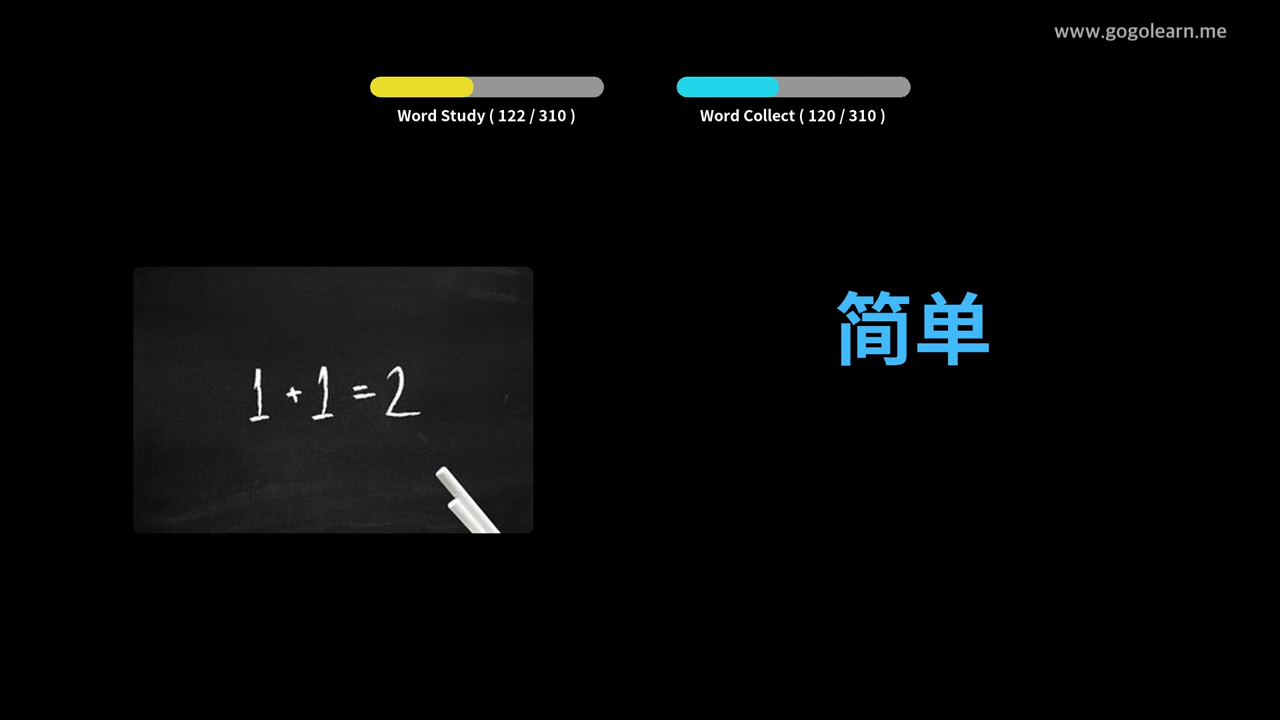 www.gogolearn.me
Word Study ( 122 / 310 )
Word Collect ( 120 / 310 )
简单
1 + 1 = 2